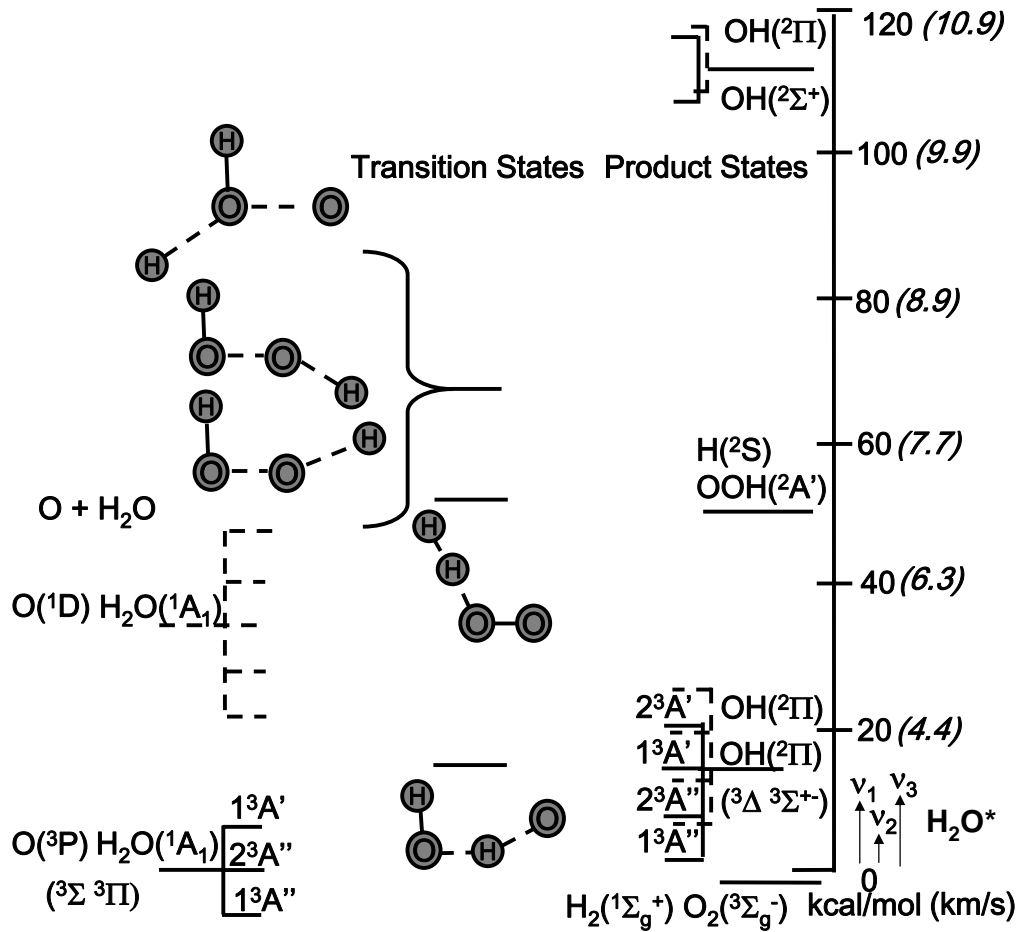 OH(²Π)
120 (10.9)
OH(²Σ⁺)
H
Transition States Product States
100 (9.9)
O O
H
H
80 (8.9)
O O
H
H
H
60 (7.7)
H(²S)
O O
OOH(²A’)
O + H₂O
H
H
40 (6.3)
O(¹D) H₂O(¹A₁)
O O
2³A’ OH(²Π)
20 (4.4)
1³A’ OH(²Π)
H
ν₁ ν₂ ν₃
2³A” (³Δ ³Σ⁺⁻)
1³A’
O
H₂O*
O(³P) H₂O(¹A₁) 2³A”
O H
1³A”
(³Σ ³Π) 1³A”
0
H₂(¹Σg⁺) O₂(³Σg⁻) kcal/mol (km/s)